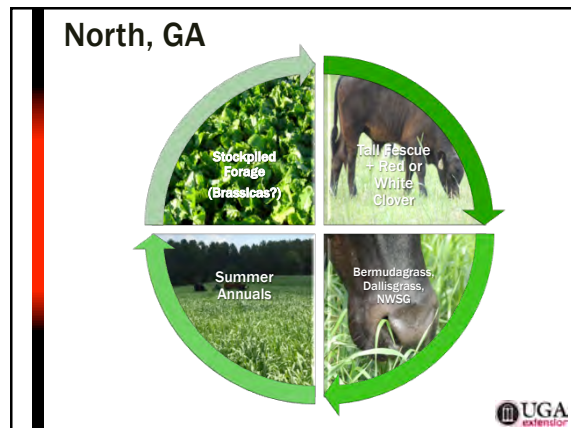 North, GA
Stockpiled
Forage
(Brassicas?)
Tall Fescue
+ Red or
White
Clover
Summer
Annuals
Bermudagrass,
Dallisgrass,
NWSG
UGA
extension